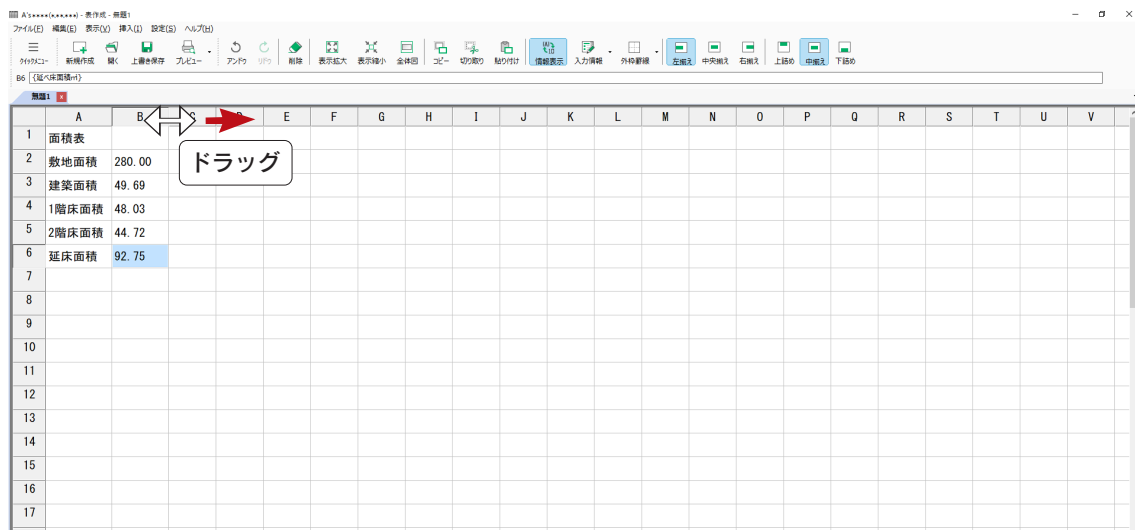 A's****(*.**.***) - 表作成 - 無題1
ファイル(F) 編集(E) 表示(V) 挿入(I) 設定(S) ヘルプ(H)
クイックメニュー 新規作成 開く 上書き保存 プレビュー アンドゥ リドゥ 削除 表示拡大 表示縮小 全体図 コピー 切り取り 貼り付け 情報表示 入力情報 外枠罫線 左揃え 中央揃え 右揃え 上詰め 中揃え 下詰め
B6 {延べ床面積㎡}
無題1 x
A B E F G H I J K L M N O P Q R S T U V
1 面積表
2 敷地面積 280.00
ドラッグ
3 建築面積 49.69
4 1階床面積 48.03
5 2階床面積 44.72
6 延床面積 92.75
7
8
9
10
11
12
13
14
15
16
17